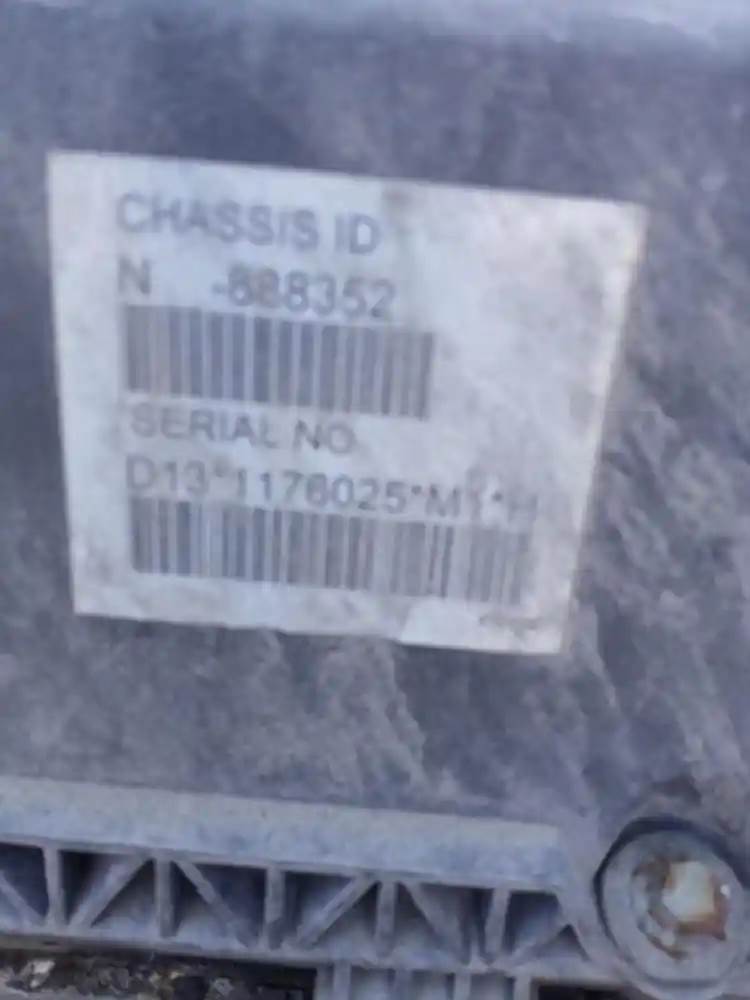 CHASSIS ID
N -888352
SERIAL NO
D13*1176025*M1*H